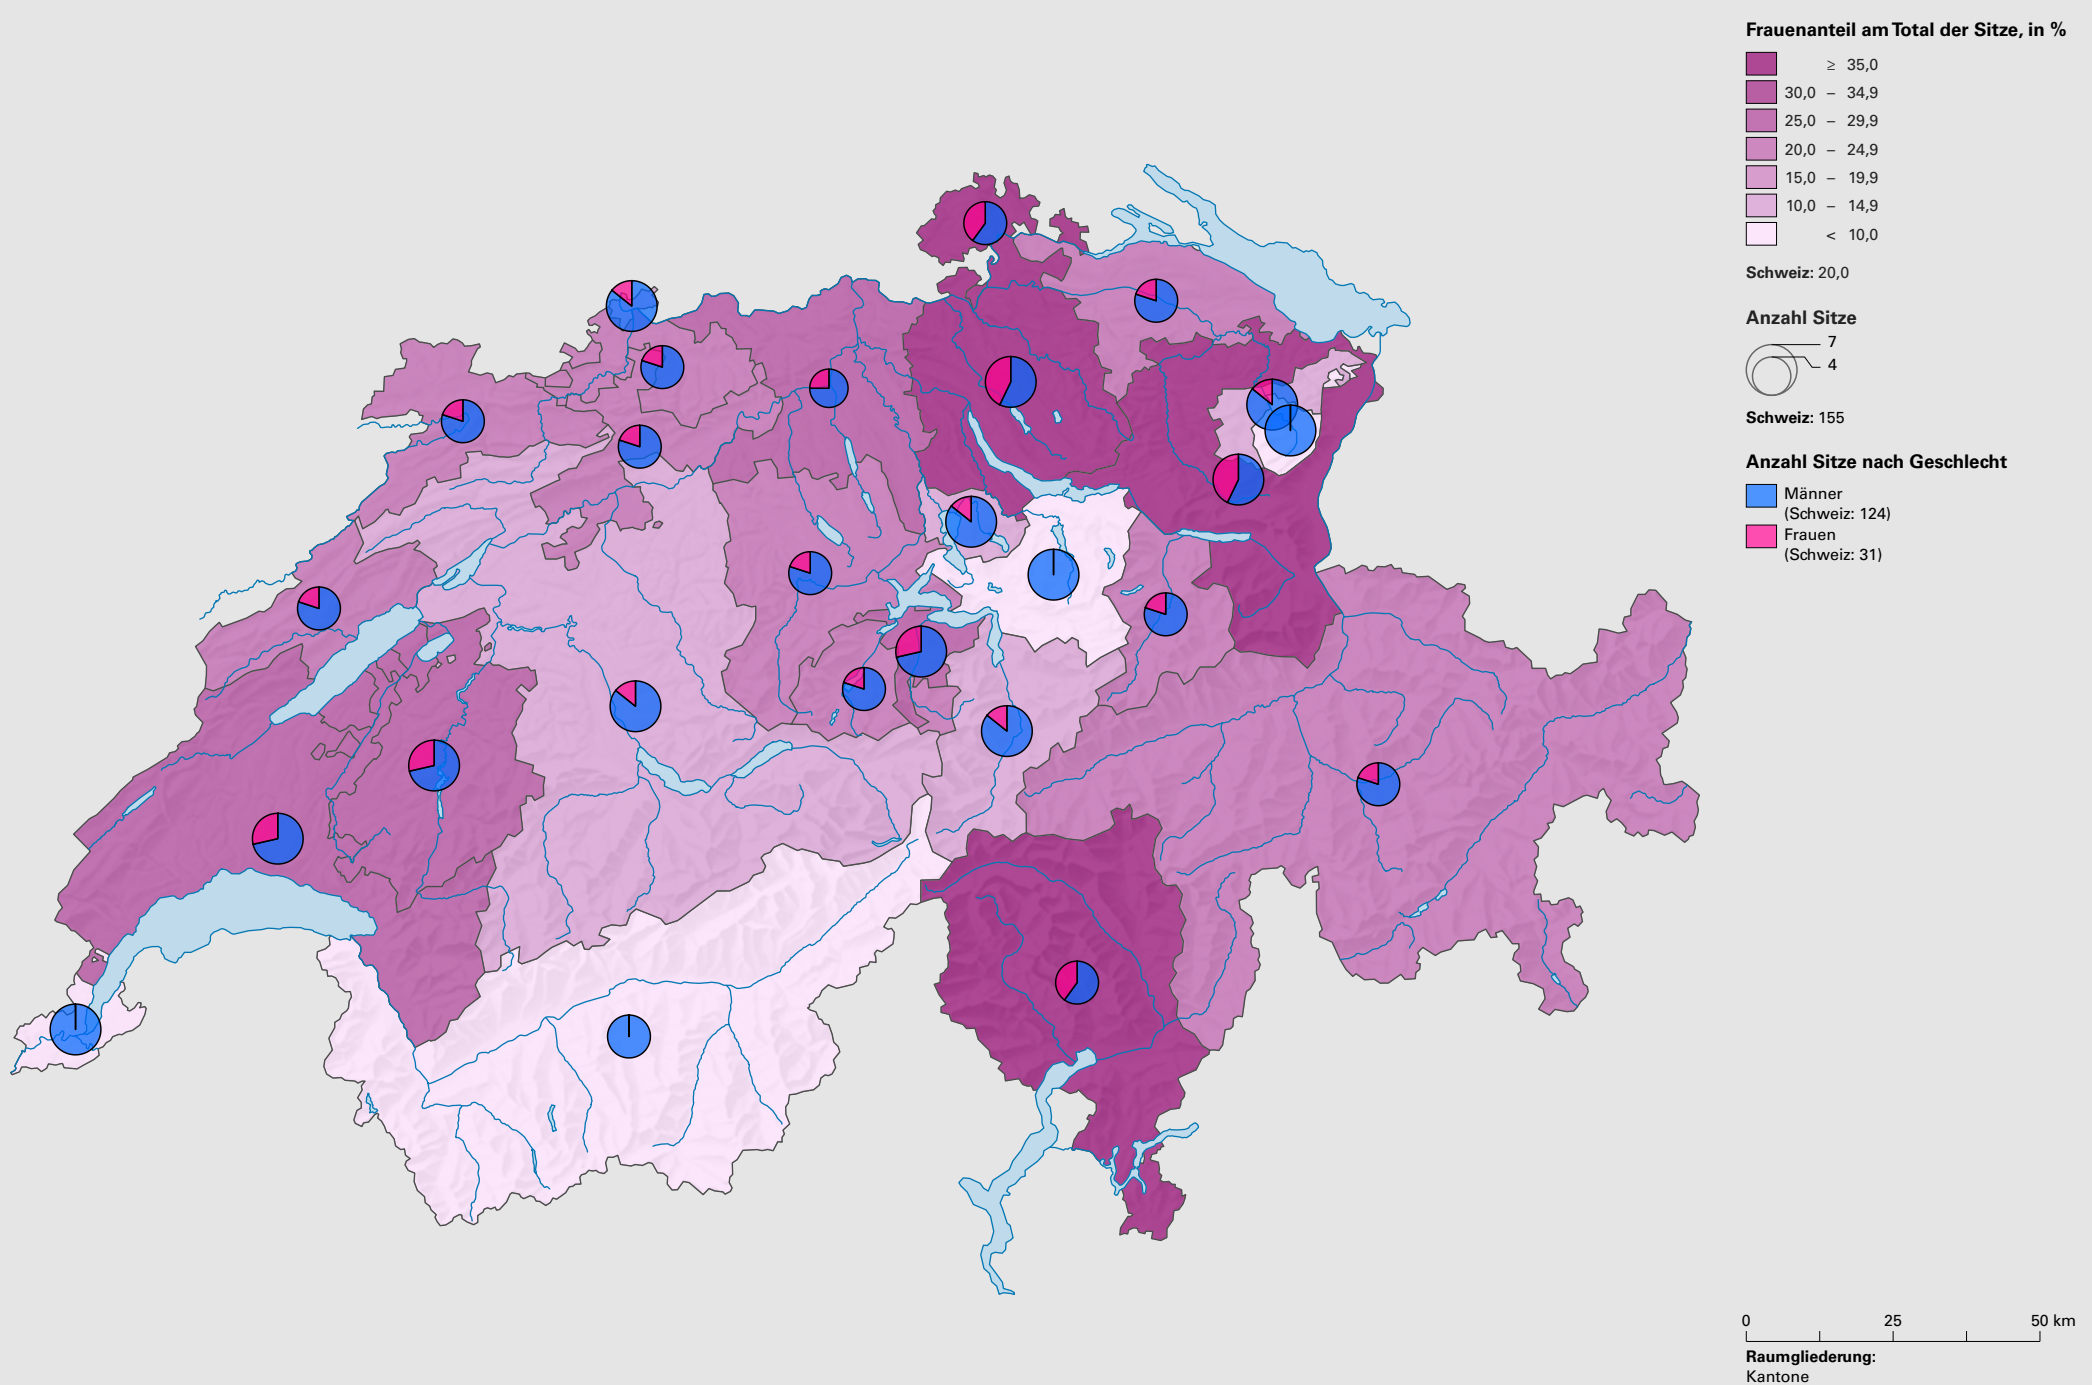 Frauenanteil am Total der Sitze, in %
≥ 35,0
30,0 – 34,9
25,0 – 29,9
20,0 – 24,9
15,0 – 19,9
10,0 – 14,9
< 10,0
Schweiz: 20,0
Anzahl Sitze
7
4
Schweiz: 155
Anzahl Sitze nach Geschlecht
Männer
(Schweiz: 124)
Frauen
(Schweiz: 31)
0 25 50 km
Raumgliederung:
Kantone